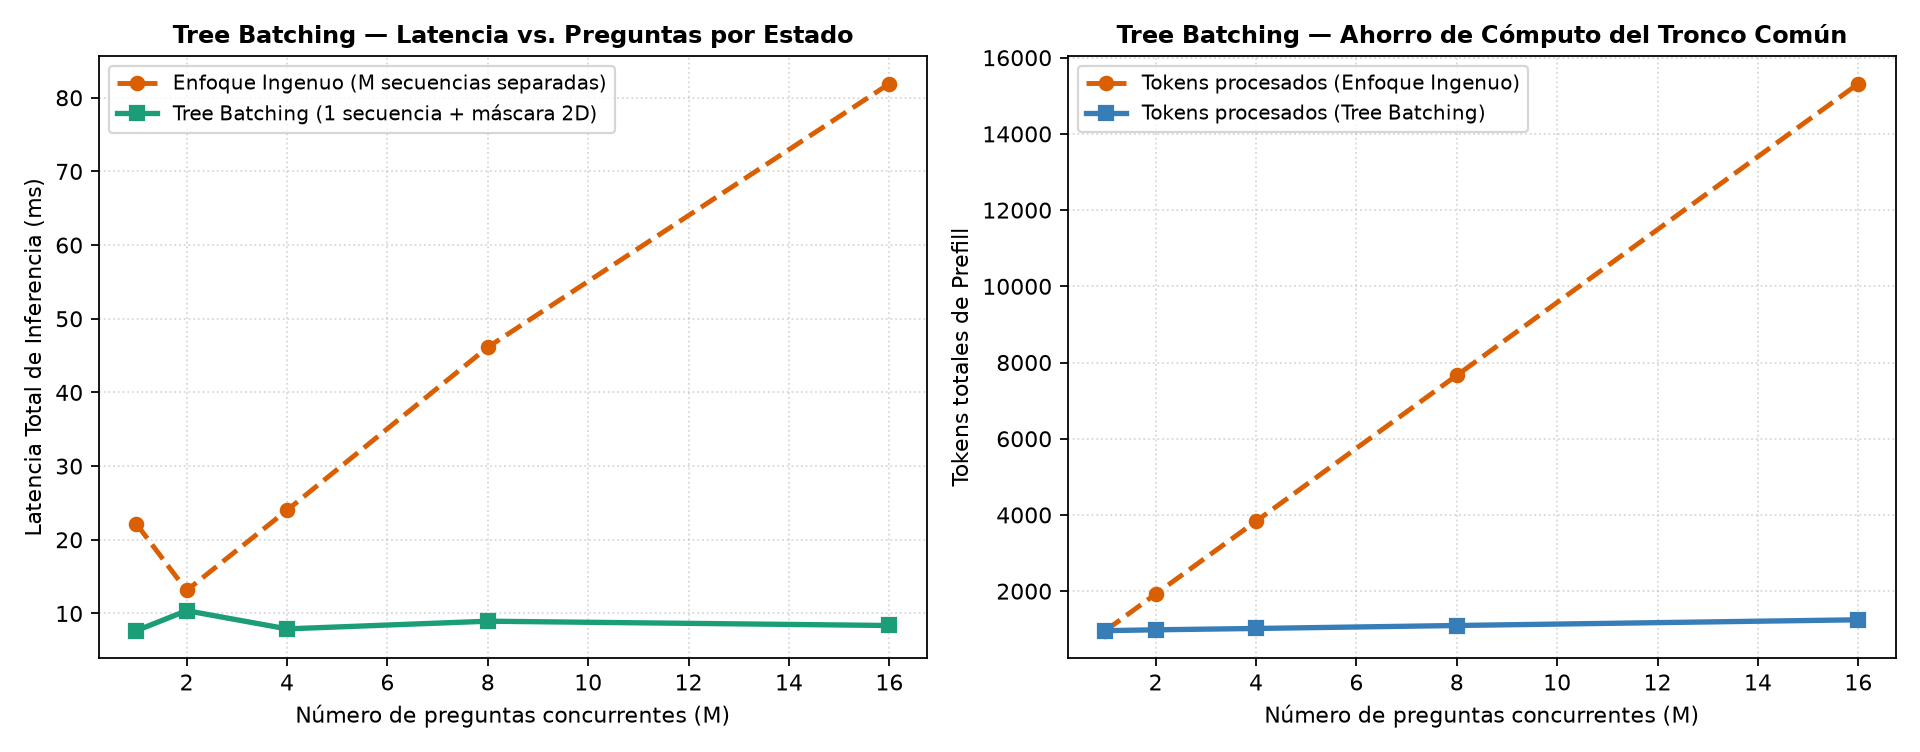 Tree Batching — Latencia vs. Preguntas por Estado
Enfoque Ingenuo (M secuencias separadas)
Tree Batching (1 secuencia + máscara 2D)
Latencia Total de Inferencia (ms)
80
70
60
50
40
30
20
10
2 4 6 8 10 12 14 16
Número de preguntas concurrentes (M)
Tree Batching — Ahorro de Cómputo del Tronco Común
Tokens procesados (Enfoque Ingenuo)
Tokens procesados (Tree Batching)
Tokens totales de Prefill
16000
14000
12000
10000
8000
6000
4000
2000
2 4 6 8 10 12 14 16
Número de preguntas concurrentes (M)